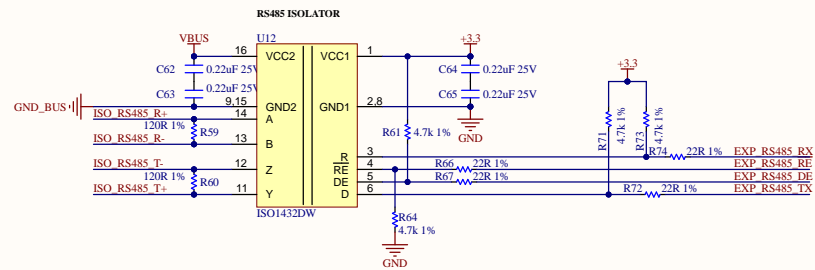 RS485 ISOLATOR
U12
VBUS
+3.3
+3.3
16
VCC2
VCC1
1
C62
0.22uF 25V
C64
0.22uF 25V
C63
0.22uF 25V
C65
0.22uF 25V
GND_BUS
9,15
GND2
GND1
2,8
GND
ISO_RS485_R+
14
A
120R 1%
R59
R61
4.7k 1%
R71
4.7k 1%
R73
4.7k 1%
ISO_RS485_R-
13
B
R
3
R74
22R 1%
EXP_RS485_RX
ISO_RS485_T-
12
Z
RE
4
R66
22R 1%
EXP_RS485_RE
120R 1%
R60
DE
5
R67
22R 1%
EXP_RS485_DE
ISO_RS485_T+
11
Y
D
6
R72
22R 1%
EXP_RS485_TX
ISO1432DW
R64
4.7k 1%
GND